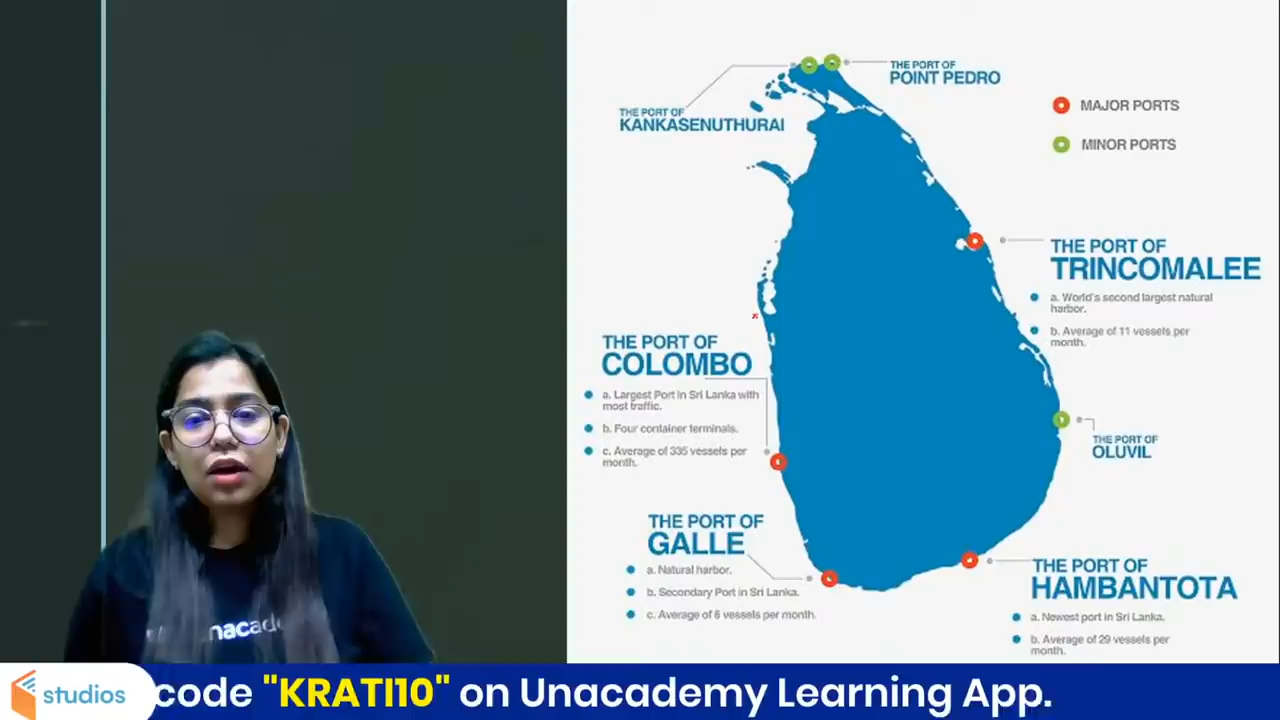 THE PORT OF
POINT PEDRO
THE PORT OF
KANKASENUTHURAI
MAJOR PORTS
MINOR PORTS
THE PORT OF
TRINCOMALEE
a. World's second largest natural
harbor.
b. Average of 11 vessels per
month.
THE PORT OF
COLOMBO
a. Largest Port in Sri Lanka with
most traffic.
b. Four container terminals.
c. Average of 335 vessels per
month.
THE PORT OF
OLUVIL
THE PORT OF
GALLE
a. Natural harbor.
b. Secondary Port in Sri Lanka.
c. Average of 6 vessels per month.
THE PORT OF
HAMBANTOTA
a. Newest port in Sri Lanka.
b. Average of 29 vessels per
month.
studios
code "KRATI10" on Unacademy Learning App.